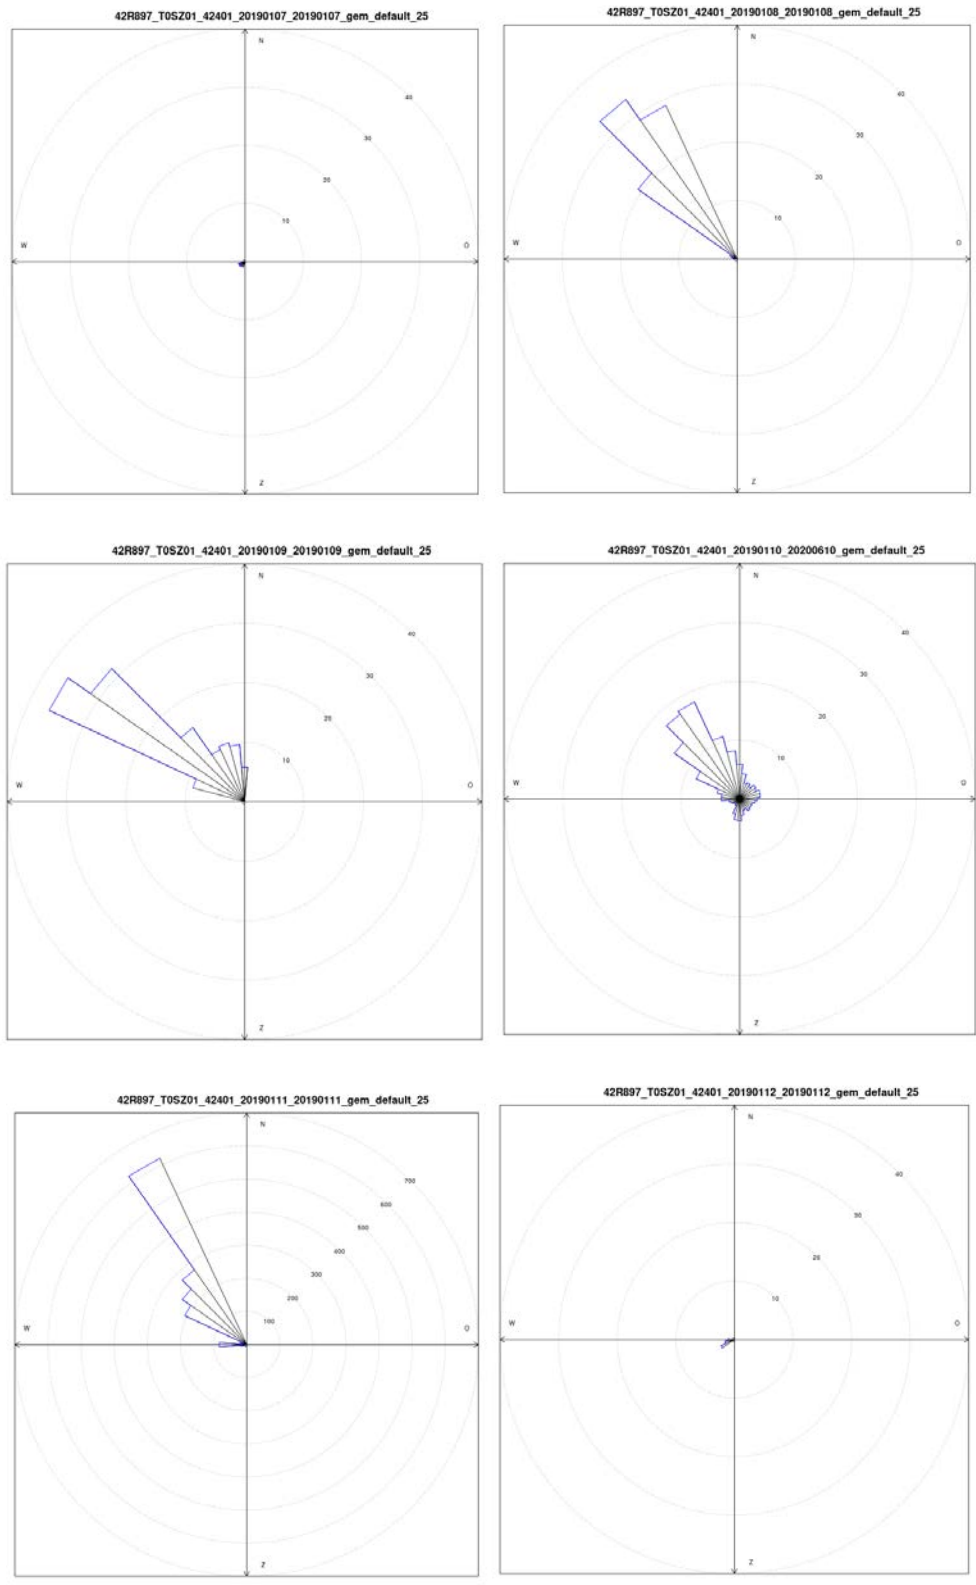 42R897_T0SZ01_42401_20190107_20190107_gem_default_25
N
40
30
20
10
W
O
Z
42R897_T0SZ01_42401_20190108_20190108_gem_default_25
N
40
30
20
10
W
O
Z
42R897_T0SZ01_42401_20190109_20190109_gem_default_25
N
40
30
20
10
W
O
Z
42R897_T0SZ01_42401_20190110_20200610_gem_default_25
N
40
30
20
10
W
O
Z
42R897_T0SZ01_42401_20190111_20190111_gem_default_25
N
700
600
500
400
300
200
100
W
O
Z
42R897_T0SZ01_42401_20190112_20190112_gem_default_25
N
40
30
20
10
W
O
Z